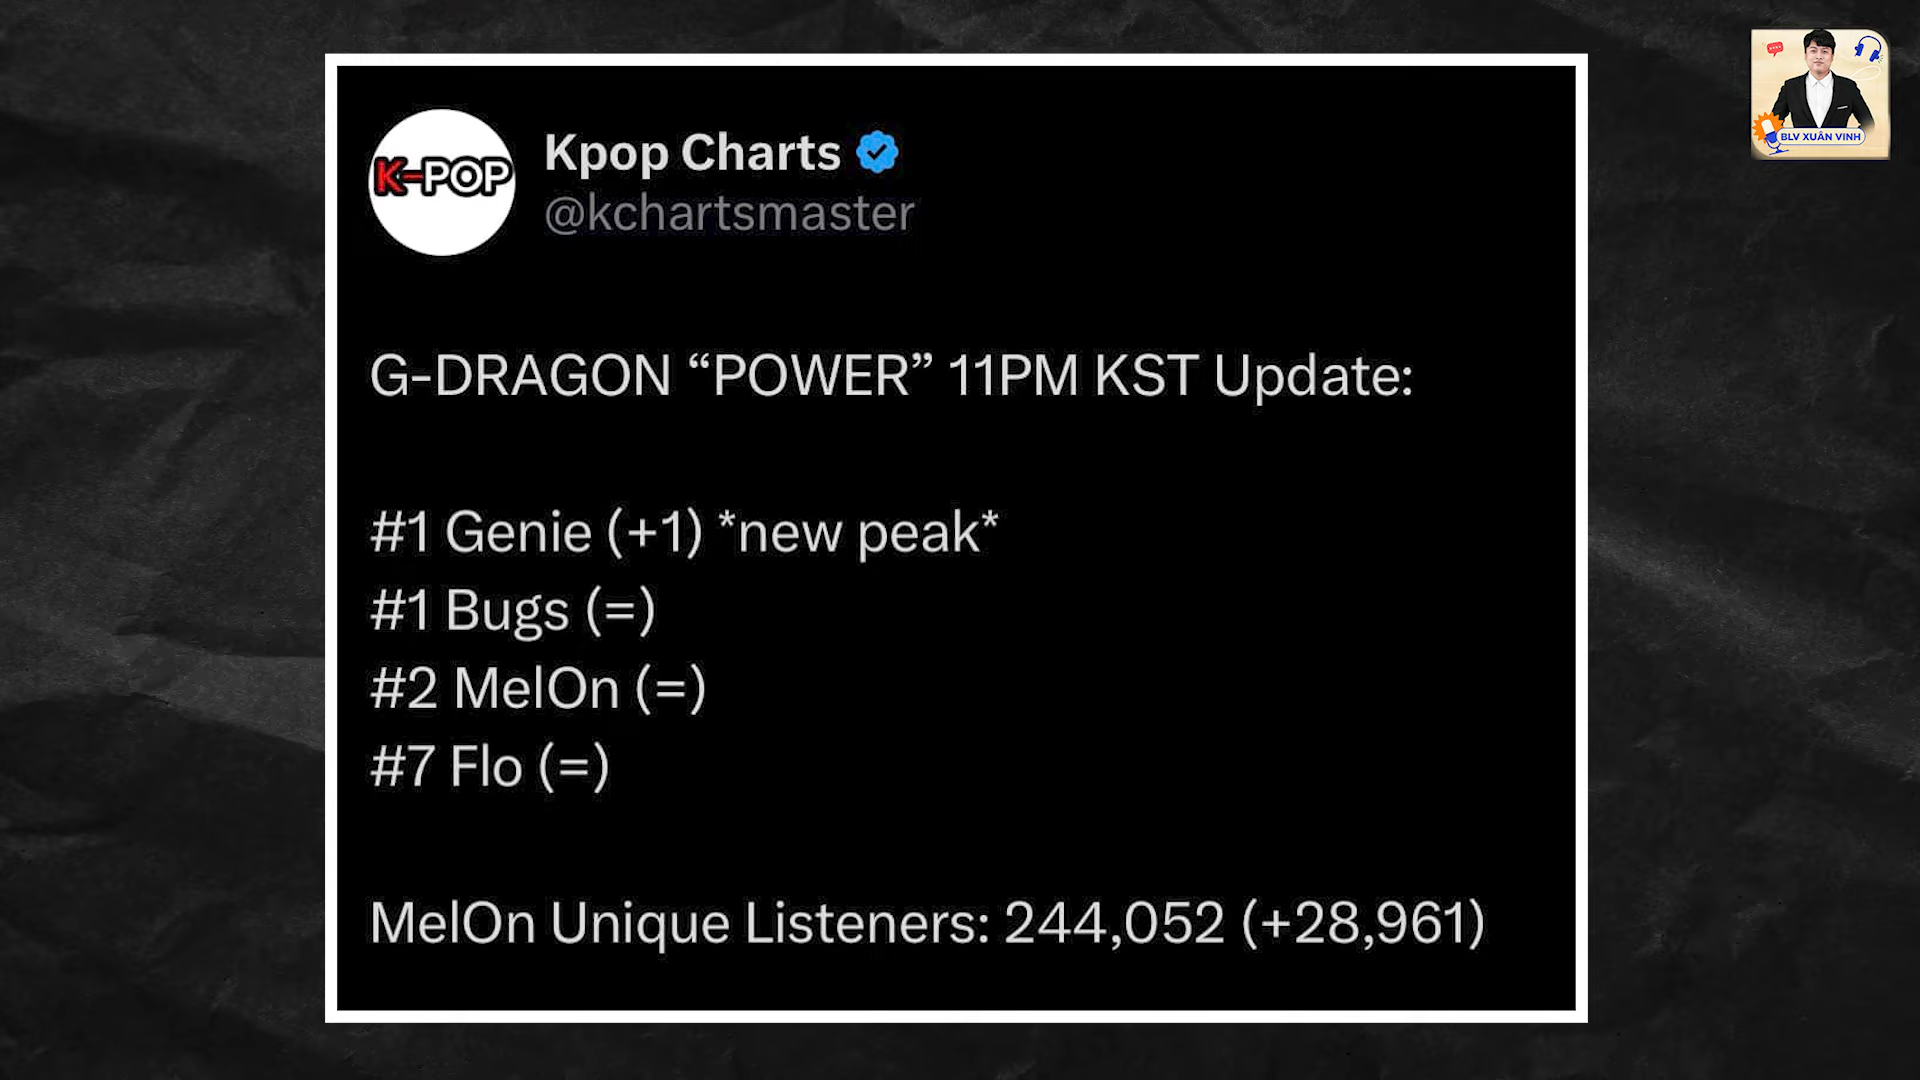 K-POP
Kpop Charts
@kchartsmaster
G-DRAGON “POWER” 11PM KST Update:
#1 Genie (+1) *new peak*
#1 Bugs (=)
#2 MelOn (=)
#7 Flo (=)
MelOn Unique Listeners: 244,052 (+28,961)
BLV XUÂN VINH